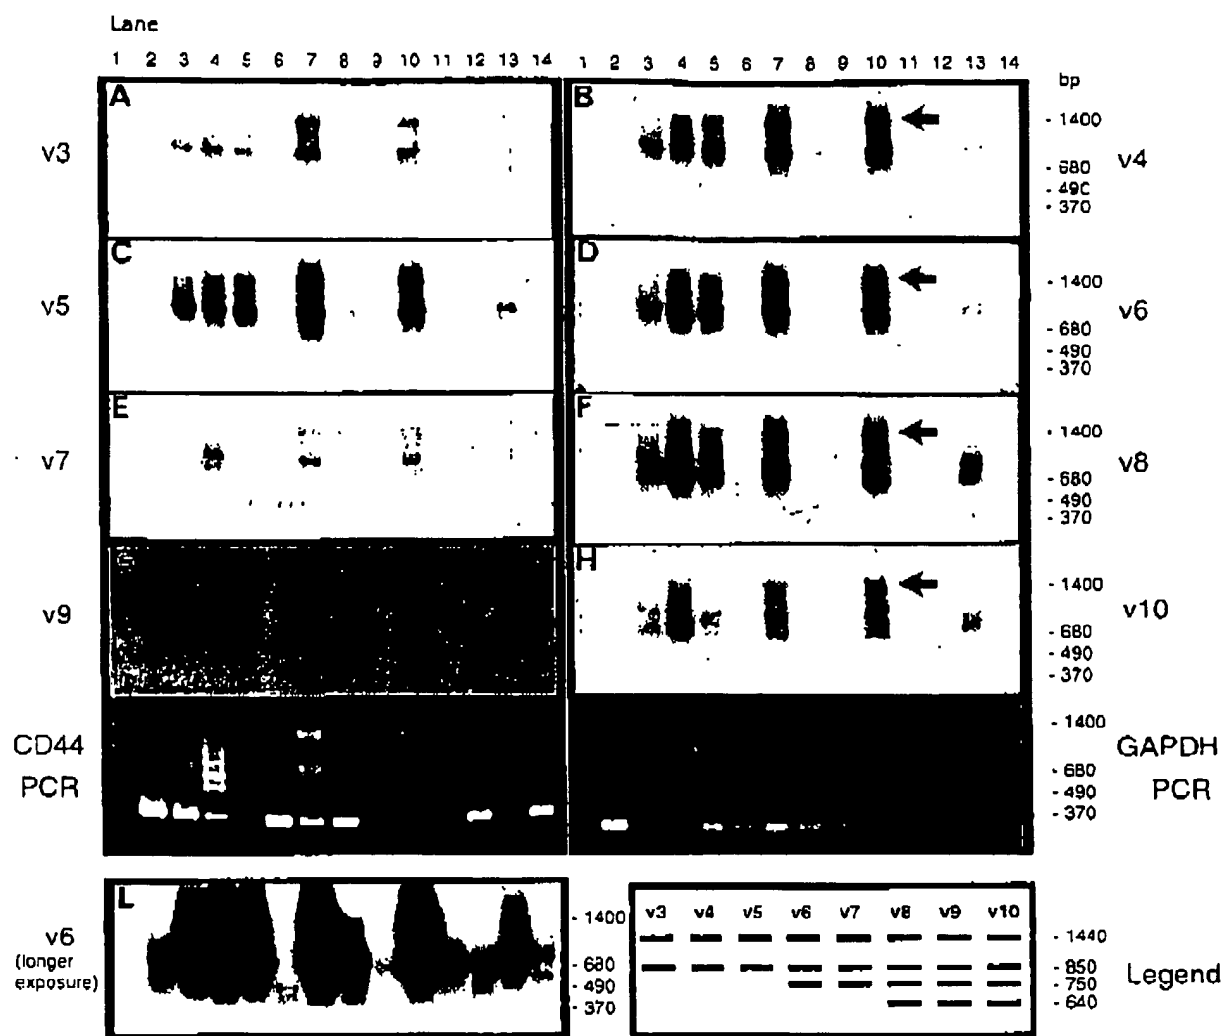 Lane
1 2 3 4 5 6 7 8 9 10 11 12 13 14
1 2 3 4 5 6 7 8 9 10 11 12 13 14
bp
A
B
v3
- 1400
- 680
- 490
- 370
v4
C
D
v5
- 1400
- 680
- 490
- 370
v6
E
F
v7
- 1400
- 680
- 490
- 370
v8
G
H
v9
- 1400
- 680
- 490
- 370
v10
CD44
PCR
- 1400
- 680
- 490
- 370
GAPDH
PCR
L
v6
(longer
exposure)
- 1400
- 680
- 490
- 370
v3 v4 v5 v6 v7 v8 v9 v10
- 1440
- 850
- 750
- 640
Legend